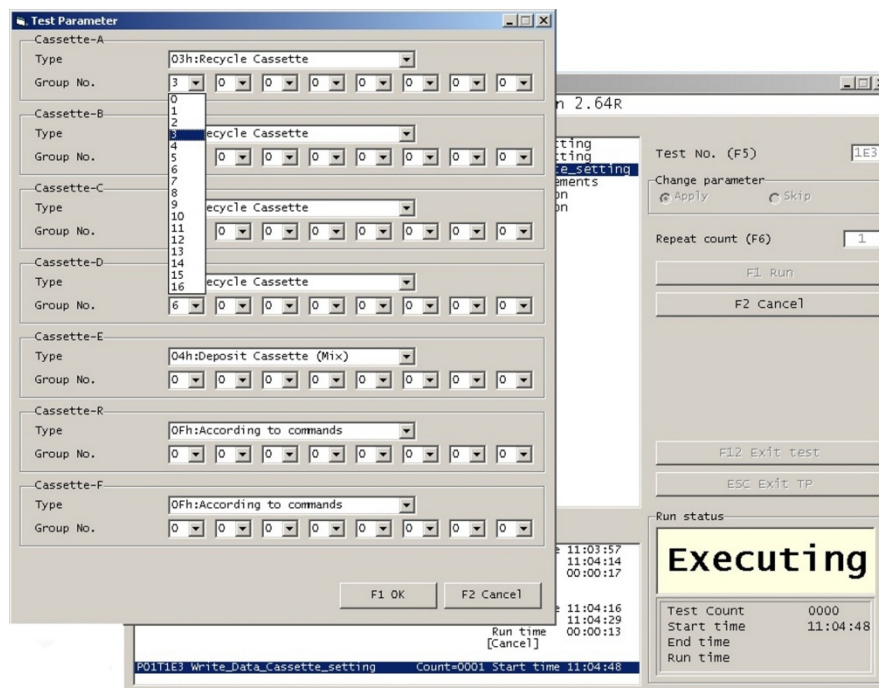 Test Parameter
Cassette-A
Type 03h:Recycle Cassette
Group No. 3 0 0 0 0 0 0 0
0
1
2
3
4
5
6
7
8
9
10
11
12
13
14
15
16
Cassette-B
Type ecycle Cassette
Group No. 0 0 0 0 0 0 0
Cassette-C
Type ecycle Cassette
Group No. 0 0 0 0 0 0 0
Cassette-D
Type ecycle Cassette
Group No. 6 0 0 0 0 0 0 0
Cassette-E
Type 04h:Deposit Cassette (Mix)
Group No. 0 0 0 0 0 0 0 0
Cassette-R
Type 0Fh:According to commands
Group No. 0 0 0 0 0 0 0 0
Cassette-F
Type 0Fh:According to commands
Group No. 0 0 0 0 0 0 0 0
F1 OK F2 Cancel
n 2.64R
tting
tting
te_setting
ements
on
on
Test No. (F5) 1E3
Change parameter
Apply Skip
Repeat count (F6) 1
F1 Run
F2 Cancel
F12 Exit test
ESC Exit TP
Run status
Executing
Test Count 0000
Start time 11:04:48
End time
Run time
e 11:03:57
11:04:14
00:00:17
e 11:04:16
11:04:29
Run time 00:00:13
[Cancel]
P01T1E3 Write_Data_Cassette_setting Count=0001 Start time 11:04:48